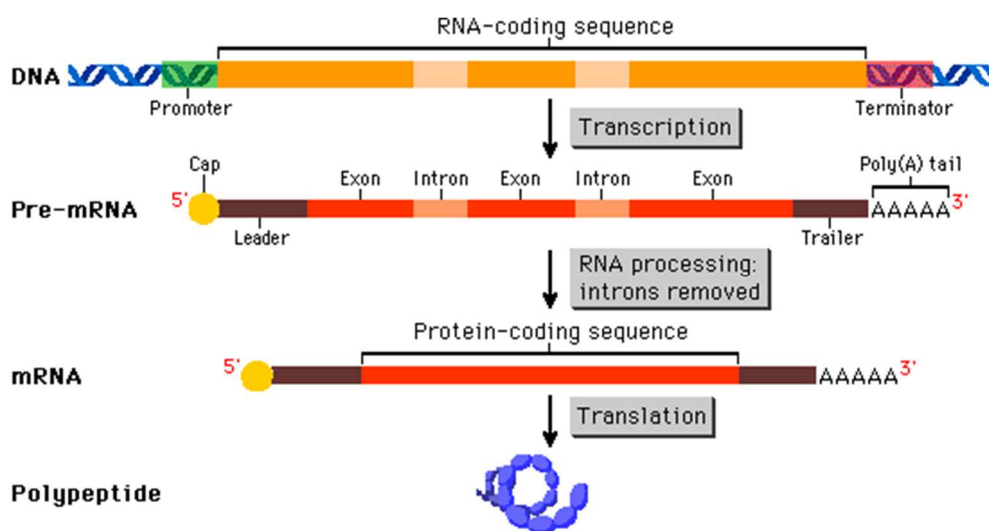 RNA-coding sequence
DNA
Promoter
Terminator
Transcription
Cap
Exon
Intron
Exon
Intron
Exon
Poly(A) tail
Pre-mRNA
5'
AAAAA
3'
Leader
Trailer
RNA processing:
introns removed
Protein-coding sequence
mRNA
5'
AAAAA
3'
Translation
Polypeptide